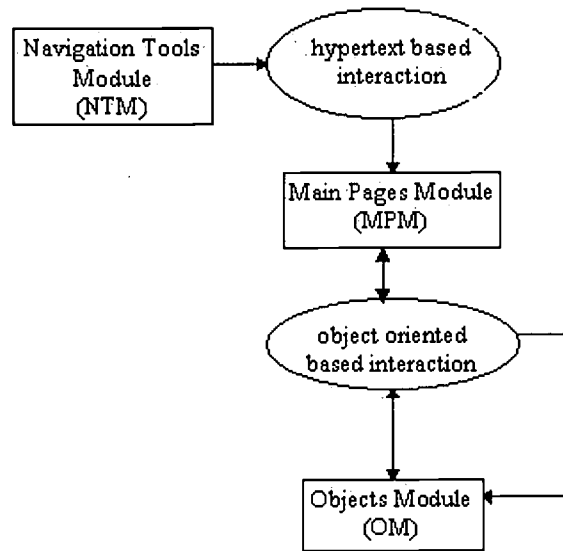 Navigation Tools
Module
(NTM)
hypertext based
interaction
Main Pages Module
(MPM)
object oriented
based interaction
Objects Module
(OM)